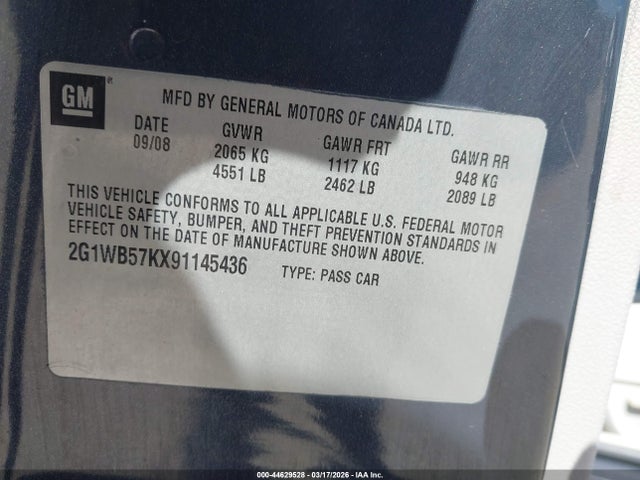 GM ®
MFD BY GENERAL MOTORS OF CANADA LTD.
DATE GVWR GAWR FRT GAWR RR
09/08 2065 KG 1117 KG 948 KG
4551 LB 2462 LB 2089 LB
THIS VEHICLE CONFORMS TO ALL APPLICABLE U.S. FEDERAL MOTOR
VEHICLE SAFETY, BUMPER, AND THEFT PREVENTION STANDARDS IN
EFFECT ON THE DATE OF MANUFACTURE SHOWN ABOVE.
2G1WB57KX91145436 TYPE: PASS CAR
000-44629528 - 03/17/2026 - IAA Inc.